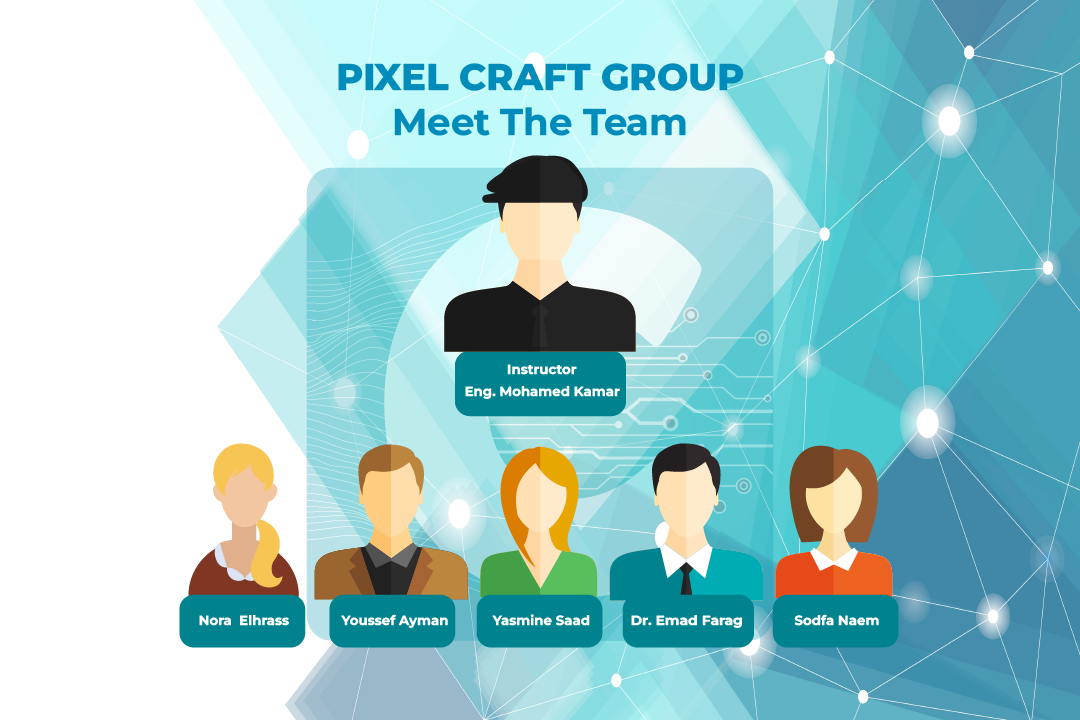 PIXEL CRAFT GROUP
Meet The Team
Instructor
Eng. Mohamed Kamar
Nora Elhrass
Youssef Ayman
Yasmine Saad
Dr. Emad Farag
Sodfa Naem